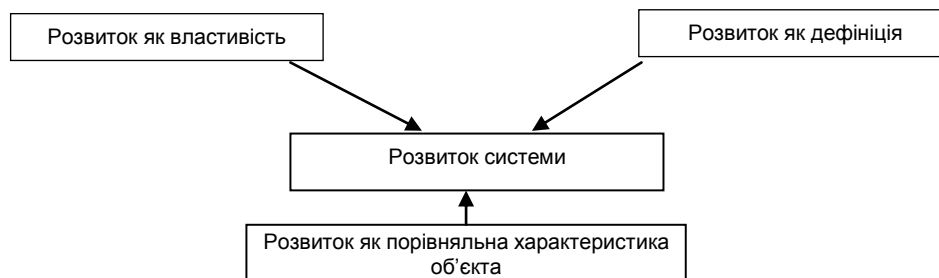 Розвиток як властивість
Розвиток як дефініція
Розвиток системи
Розвиток як порівняльна характеристика
об’єкта